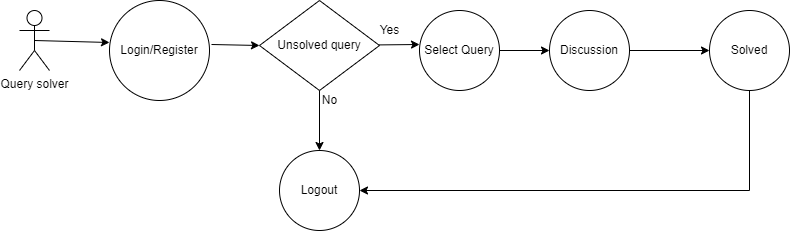 Query solver
Login/Register
Unsolved query
Yes
Select Query
Discussion
Solved
No
Logout